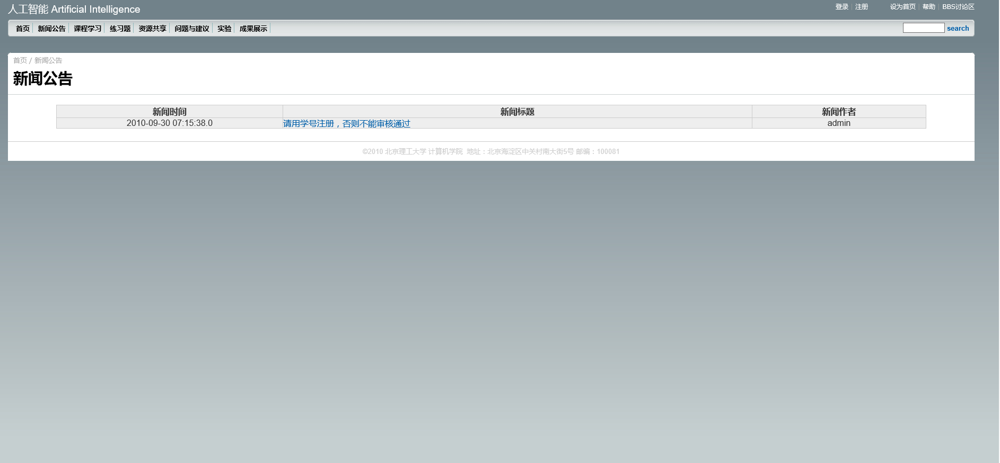 人工智能 Artificial Intelligence
登录 | 注册 设为首页 | 帮助 | BBS讨论区
首页 新闻公告 课程学习 练习题 资源共享 问题与建议 实验 成果展示 search
首页 / 新闻公告
新闻公告
新闻时间 新闻标题 新闻作者
2010-09-30 07:15:38.0 请用学号注册，否则不能审核通过 admin
©2010 北京理工大学 计算机学院 地址：北京海淀区中关村南大街5号 邮编：100081